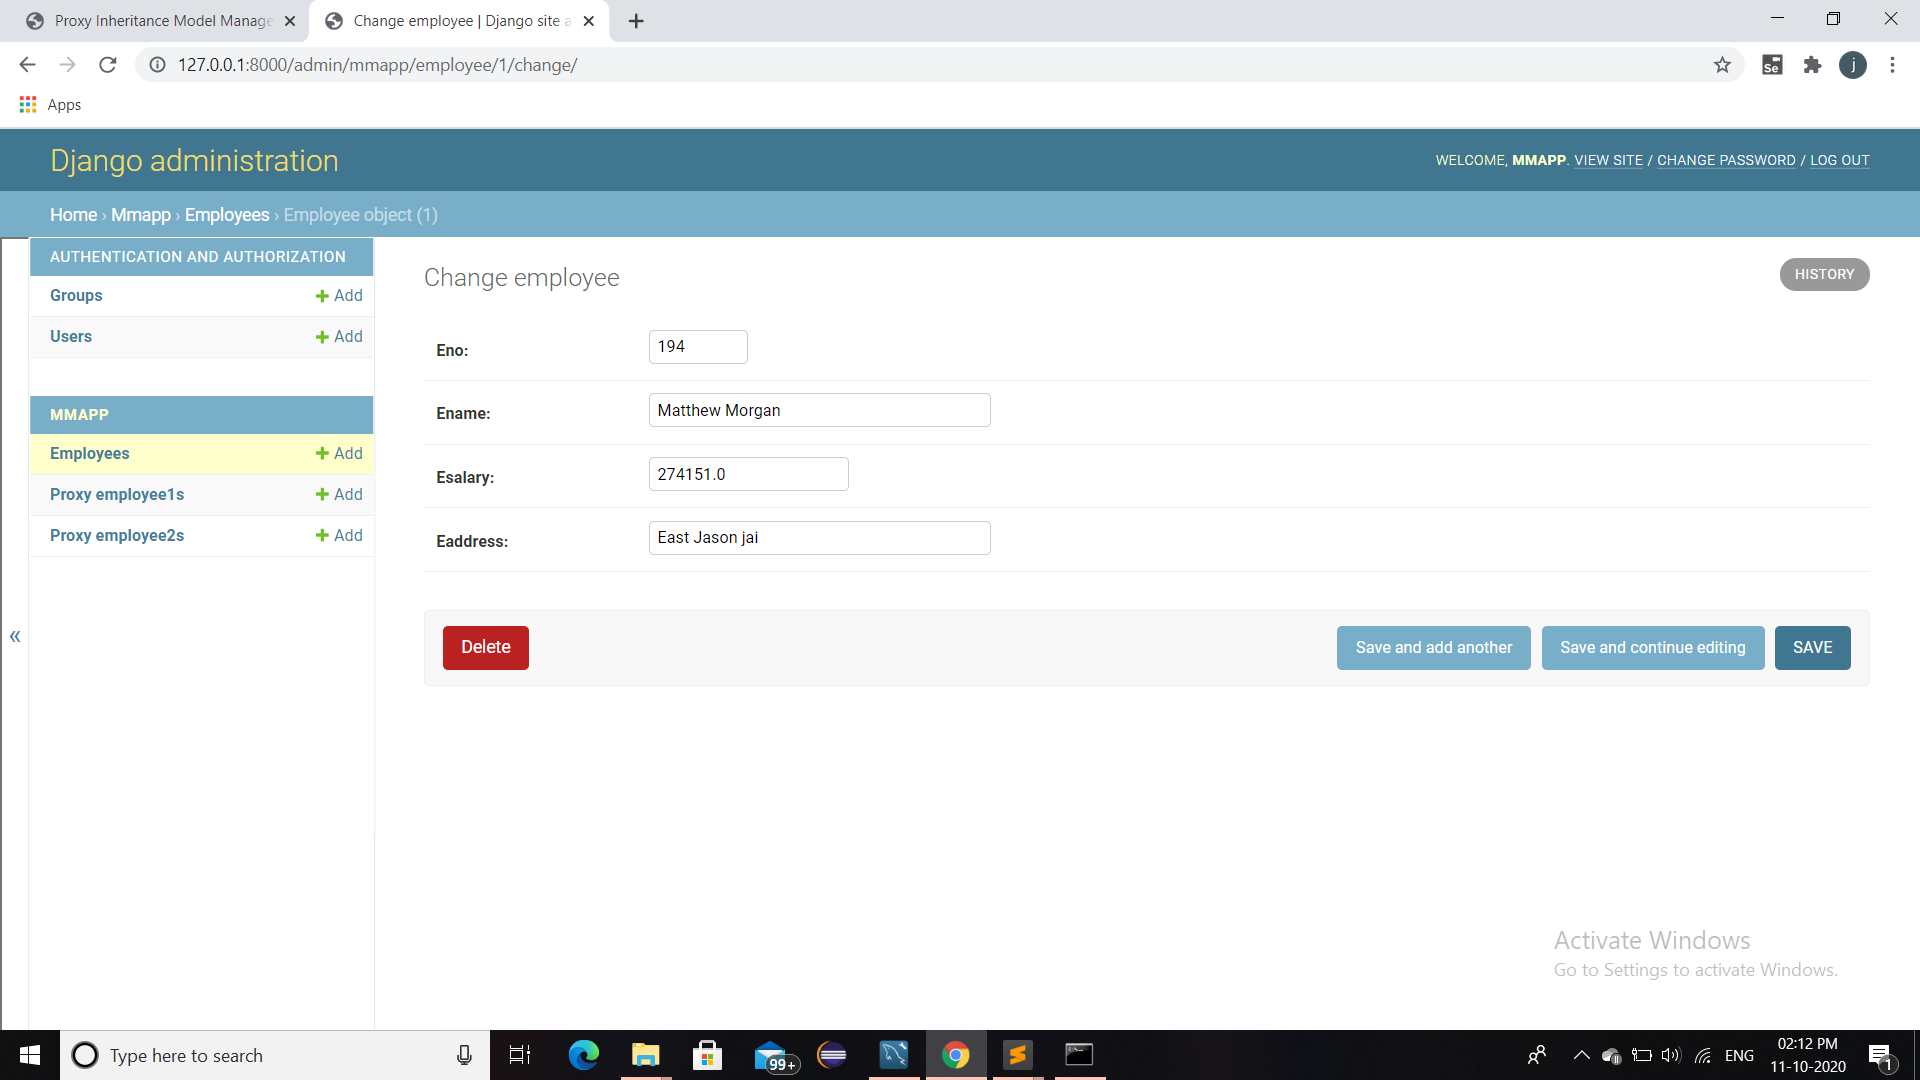 Proxy Inheritance Model Manage
Change employee | Django site a
127.0.0.1:8000/admin/mmapp/employee/1/change/
Se
j
Apps
Django administration
WELCOME, MMAPP. VIEW SITE / CHANGE PASSWORD / LOG OUT
Home › Mmapp › Employees › Employee object (1)
AUTHENTICATION AND AUTHORIZATION
Groups + Add
Users + Add
MMAPP
Employees + Add
Proxy employee1s + Add
Proxy employee2s + Add
«
Change employee
HISTORY
Eno: 194
Ename: Matthew Morgan
Esalary: 274151.0
Eaddress: East Jason jai
Delete
Save and add another
Save and continue editing
SAVE
Activate Windows
Go to Settings to activate Windows.
Type here to search
99+
ENG
02:12 PM
11-10-2020
1